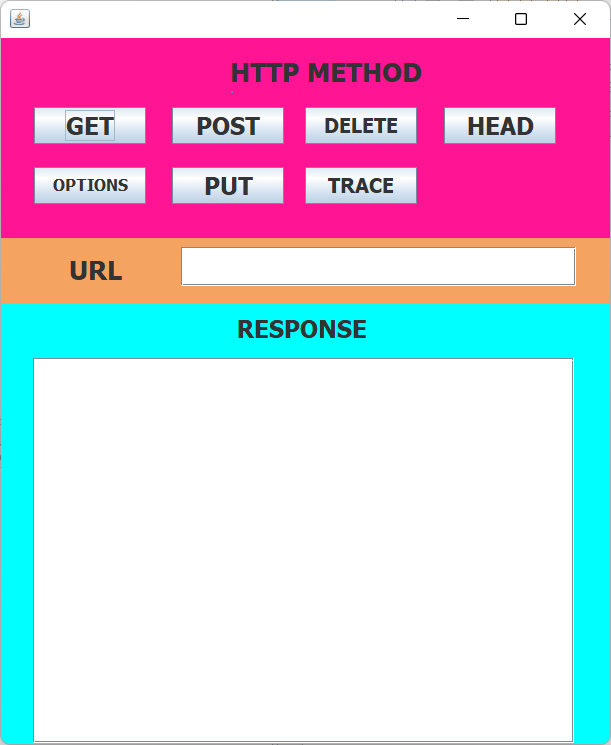 HTTP METHOD
GET POST DELETE HEAD
OPTIONS PUT TRACE
URL
RESPONSE